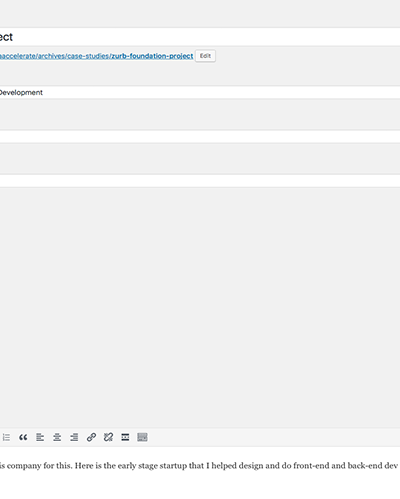 ect
accelerate/archives/case-studies/zurb-foundation-project Edit
Development
is company for this. Here is the early stage startup that I helped design and do front-end and back-end dev